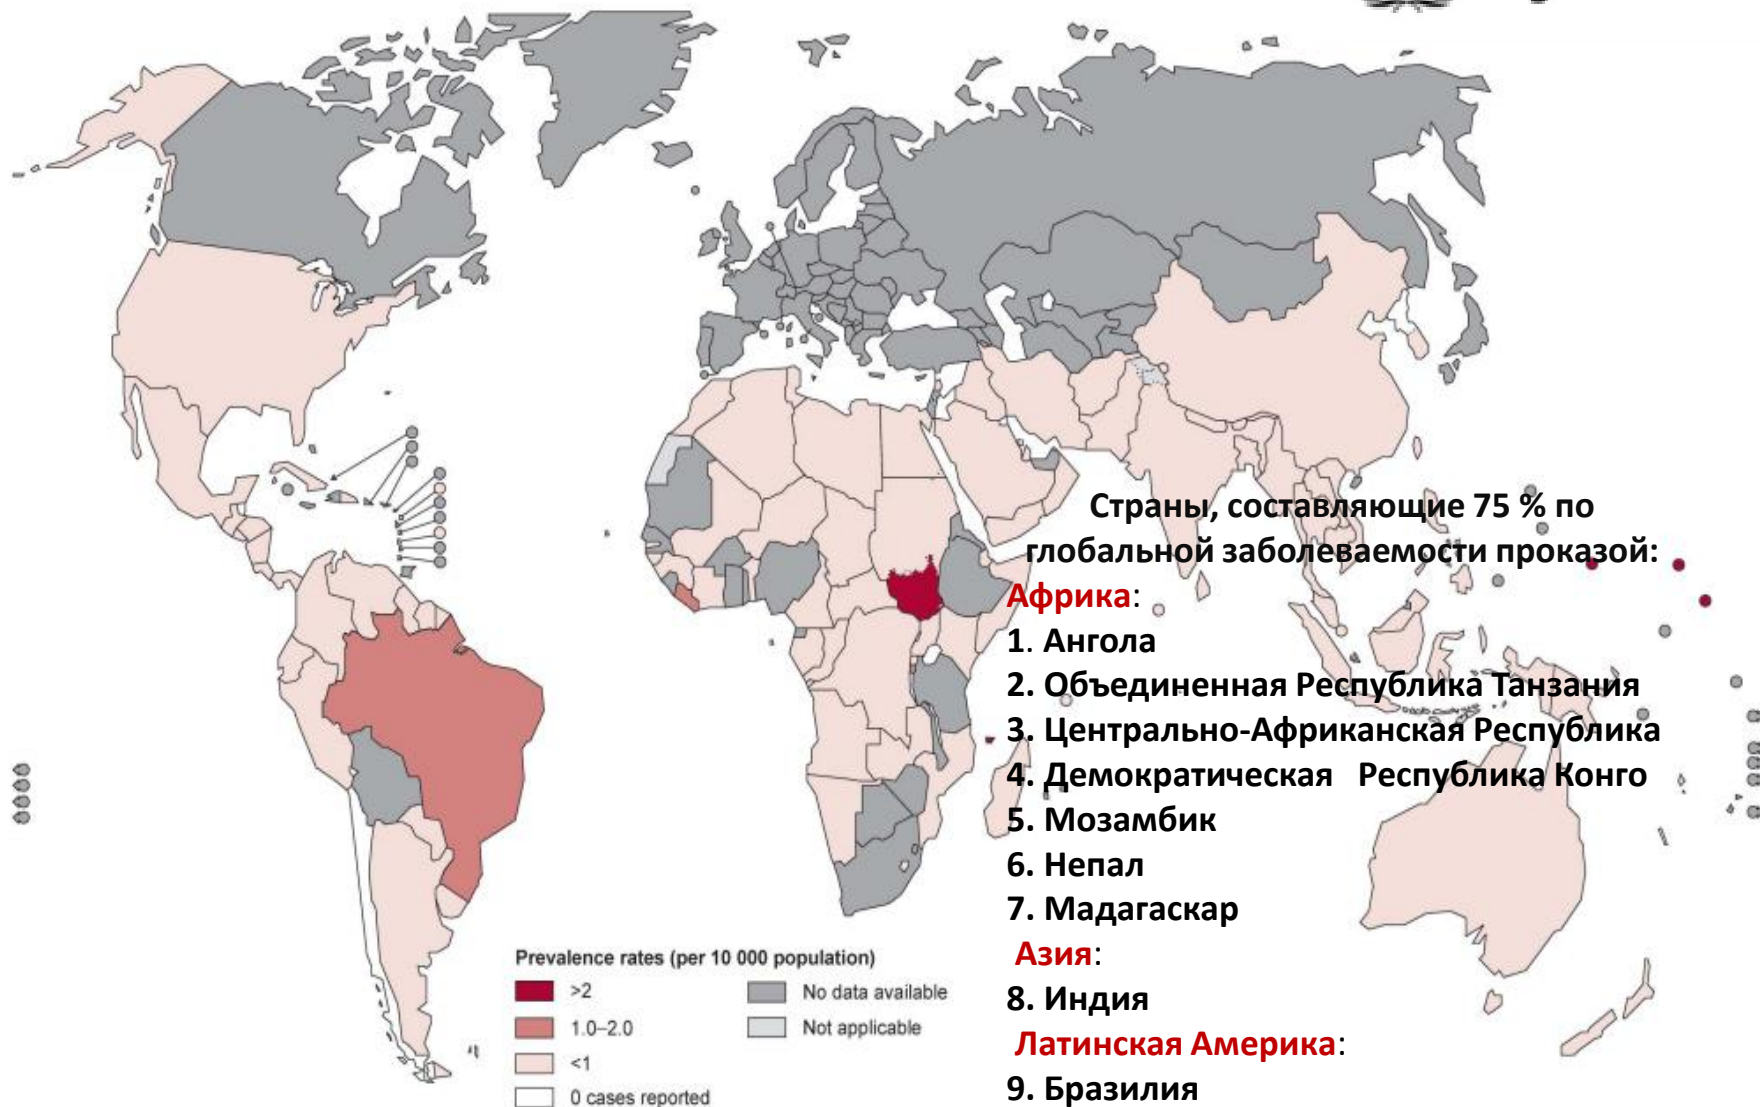 Страны, составляющие 75 % по
глобальной заболеваемости проказой:
Африка:
1. Ангола
2. Объединенная Республика Танзания
3. Центрально-Африканская Республика
4. Демократическая Республика Конго
5. Мозамбик
6. Непал
7. Мадагаскар
Азия:
8. Индия
Латинская Америка:
9. Бразилия
Prevalence rates (per 10 000 population)
>2
1.0–2.0
<1
0 cases reported
No data available
Not applicable